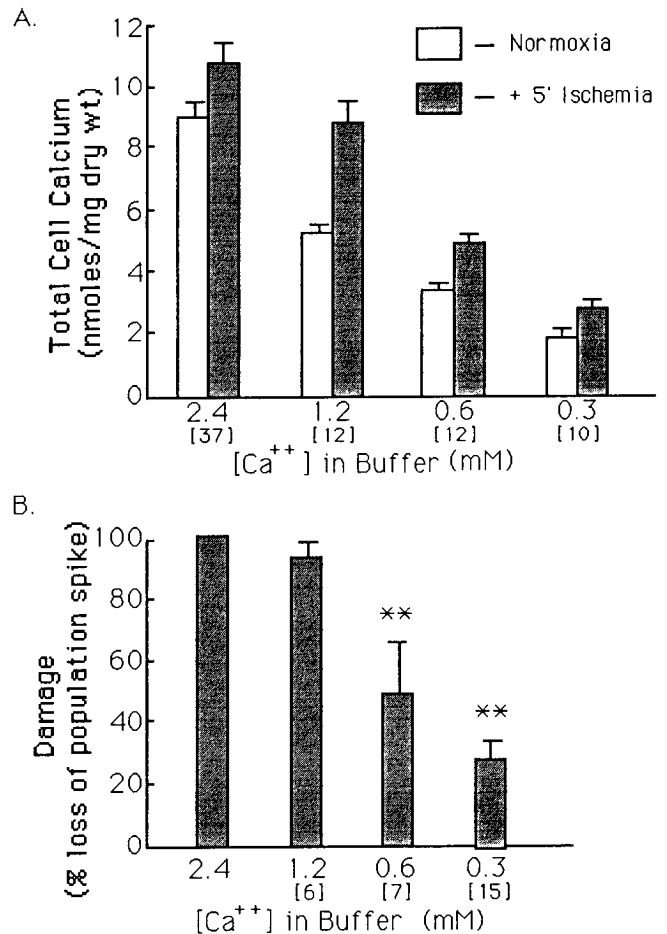 A.
Total Cell Calcium
(nmoles/mg dry wt)
12
10
8
6
4
2
0
– Normoxia
– + 5' Ischemia
2.4 1.2 0.6 0.3
[37] [12] [12] [10]
[Ca++] in Buffer (mM)
B.
Damage
(% loss of population spike)
100
80
60
40
20
0
** **
2.4 1.2 0.6 0.3
[6] [7] [15]
[Ca++] in Buffer (mM)